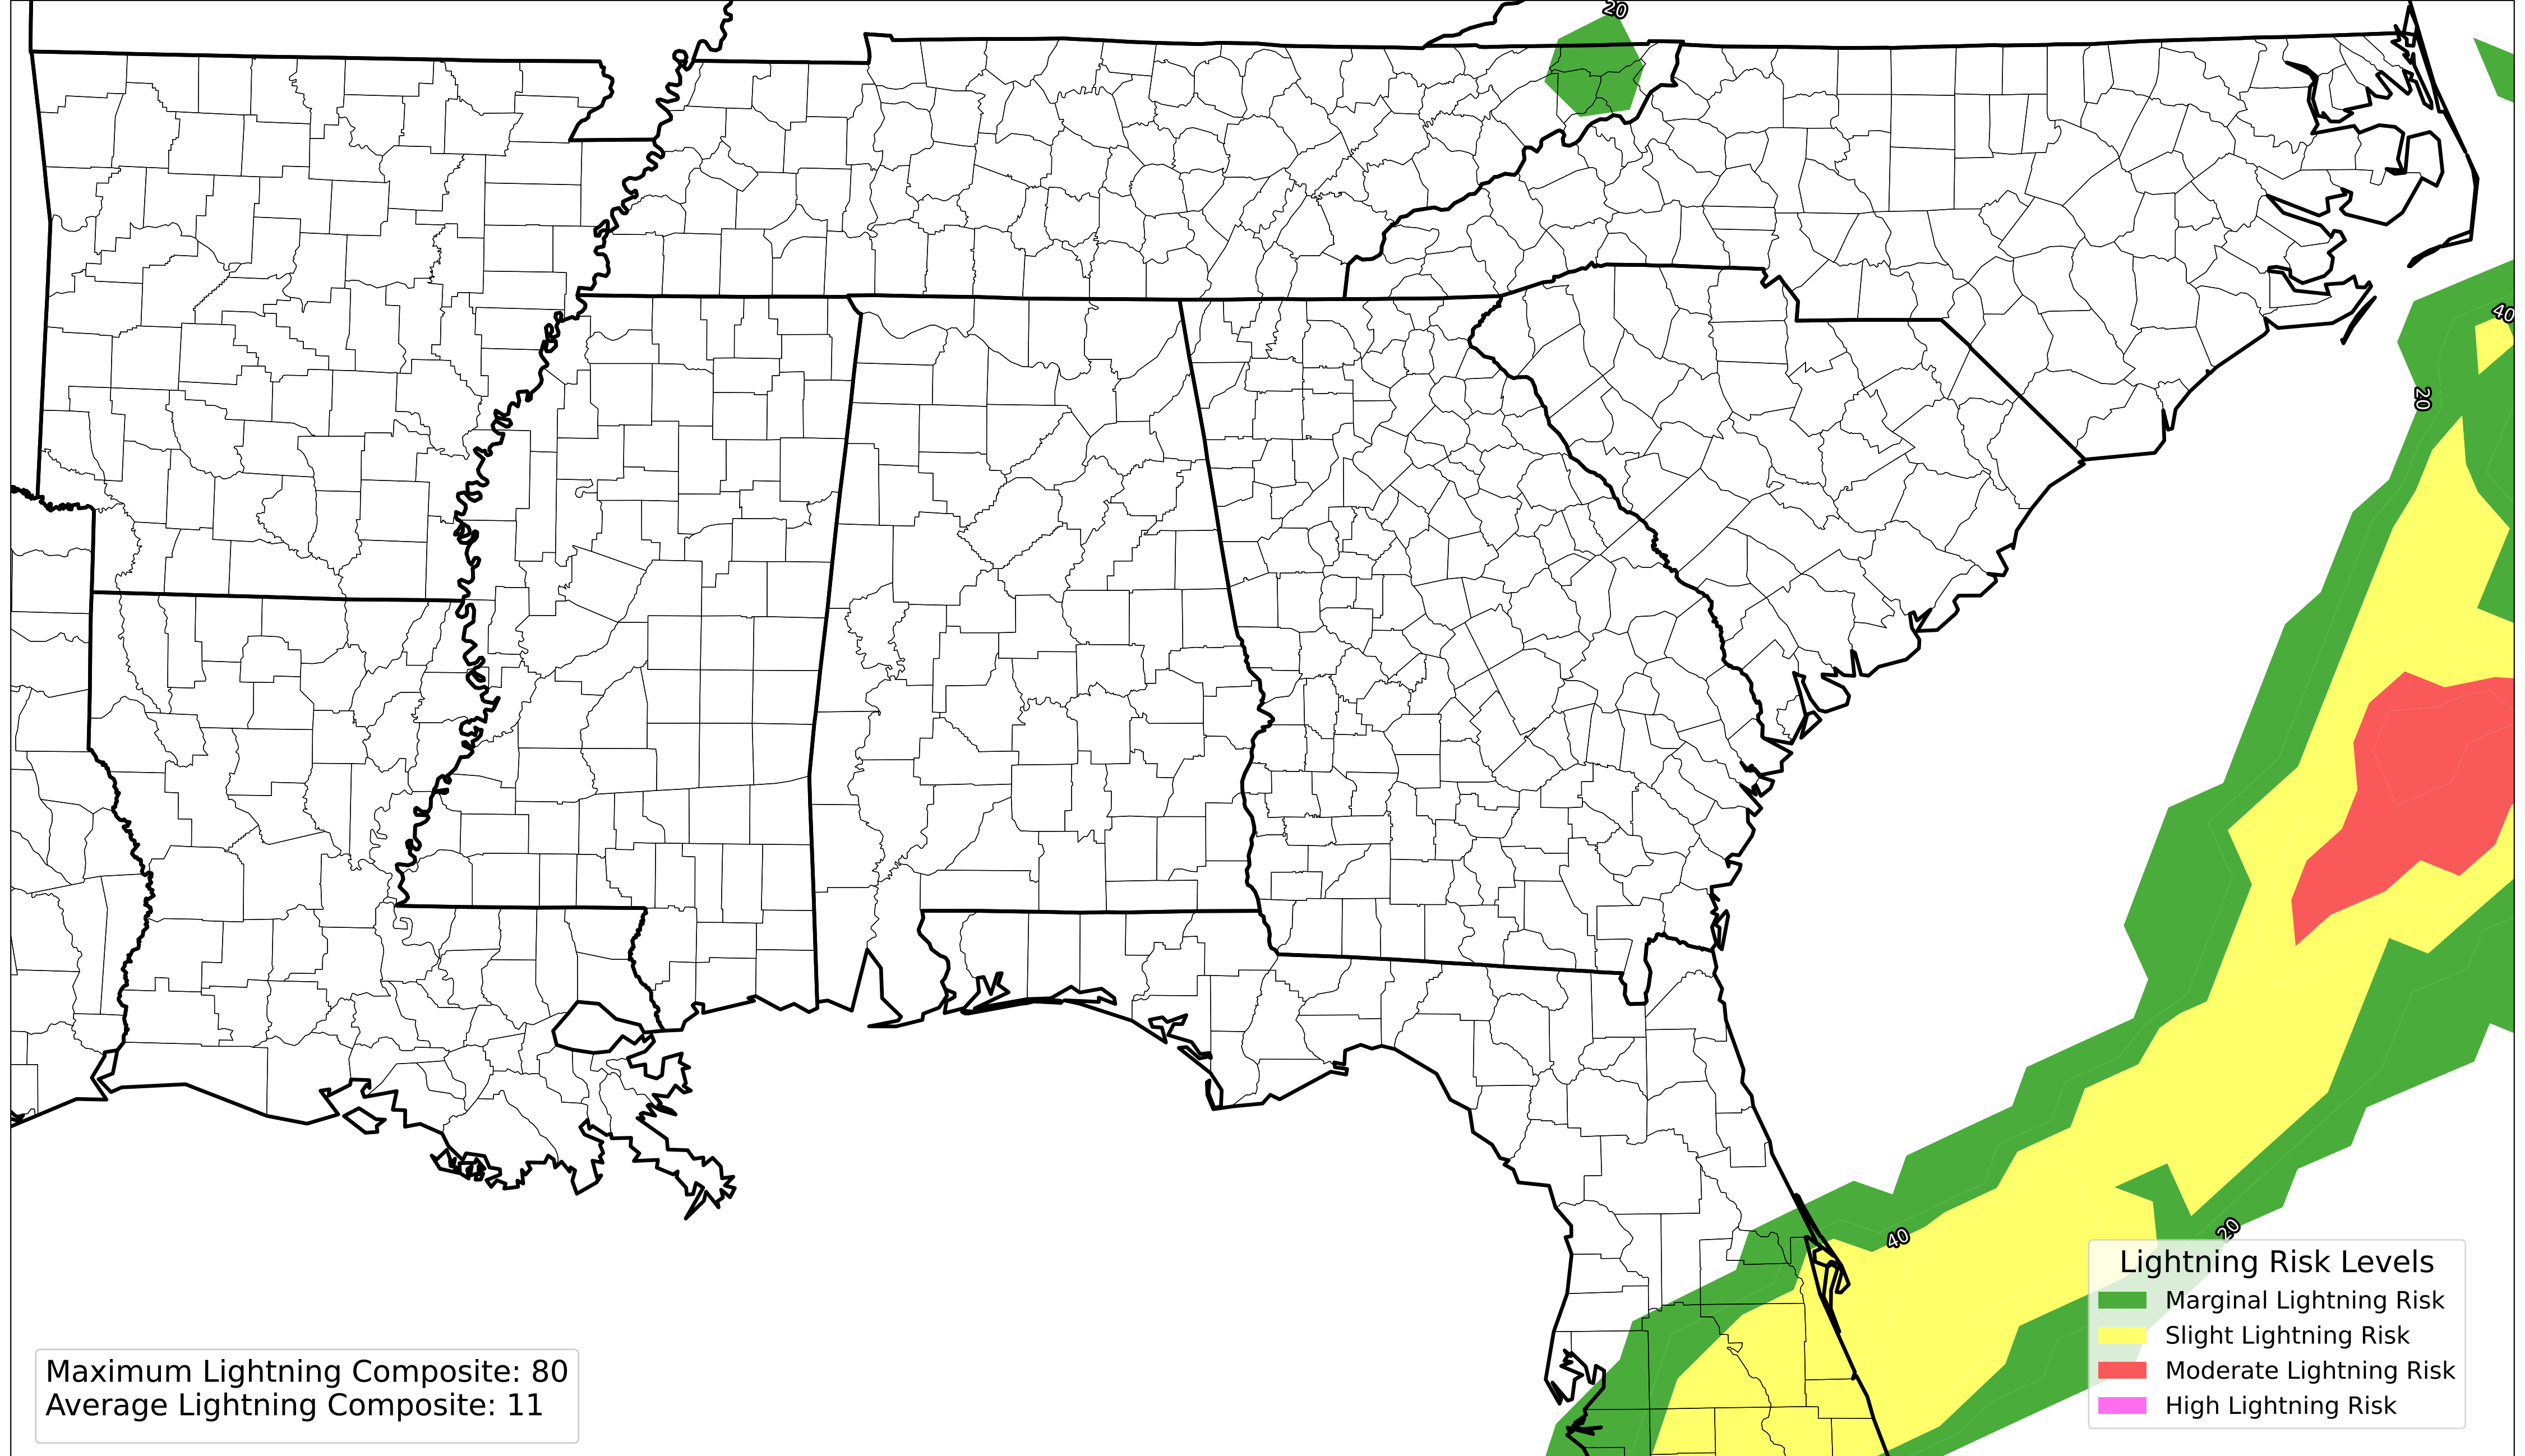 20
40
20
40
20
Lightning Risk Levels
Marginal Lightning Risk
Slight Lightning Risk
Moderate Lightning Risk
High Lightning Risk
Maximum Lightning Composite: 80
Average Lightning Composite: 11